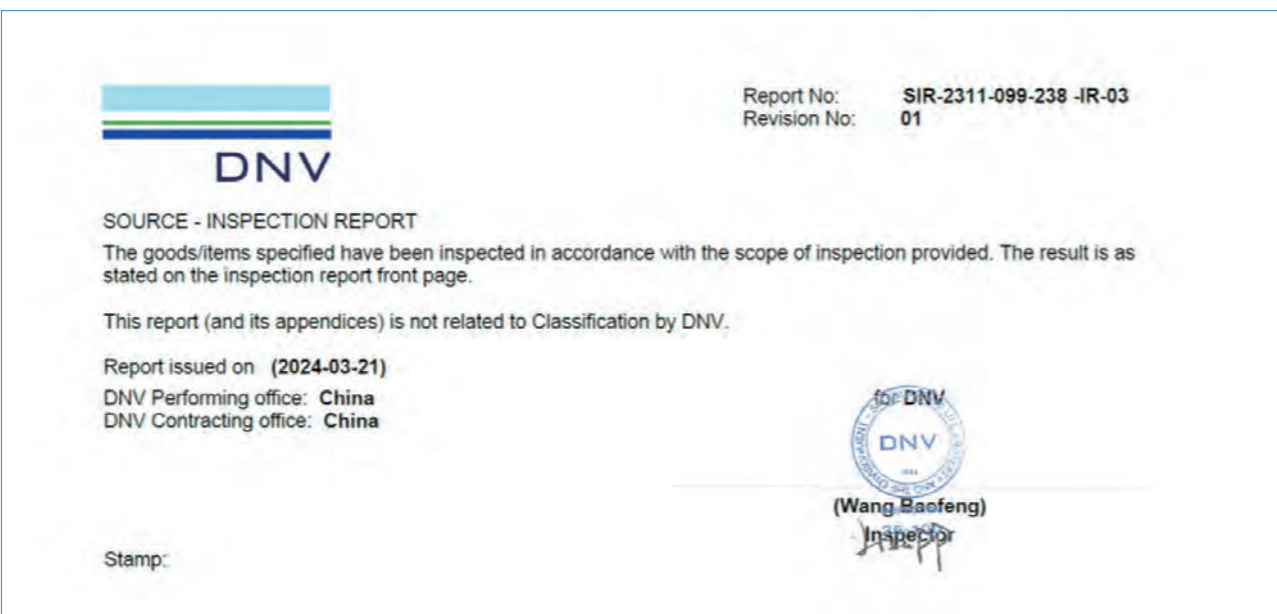 Report No: SIR-2311-099-238 -IR-03
Revision No: 01
DNV
SOURCE - INSPECTION REPORT
The goods/items specified have been inspected in accordance with the scope of inspection provided. The result is as
stated on the inspection report front page.
This report (and its appendices) is not related to Classification by DNV.
Report issued on (2024-03-21)
DNV Performing office: China
DNV Contracting office: China
for DNV
DNV
(Wang Baofeng)
Inspector
Stamp: